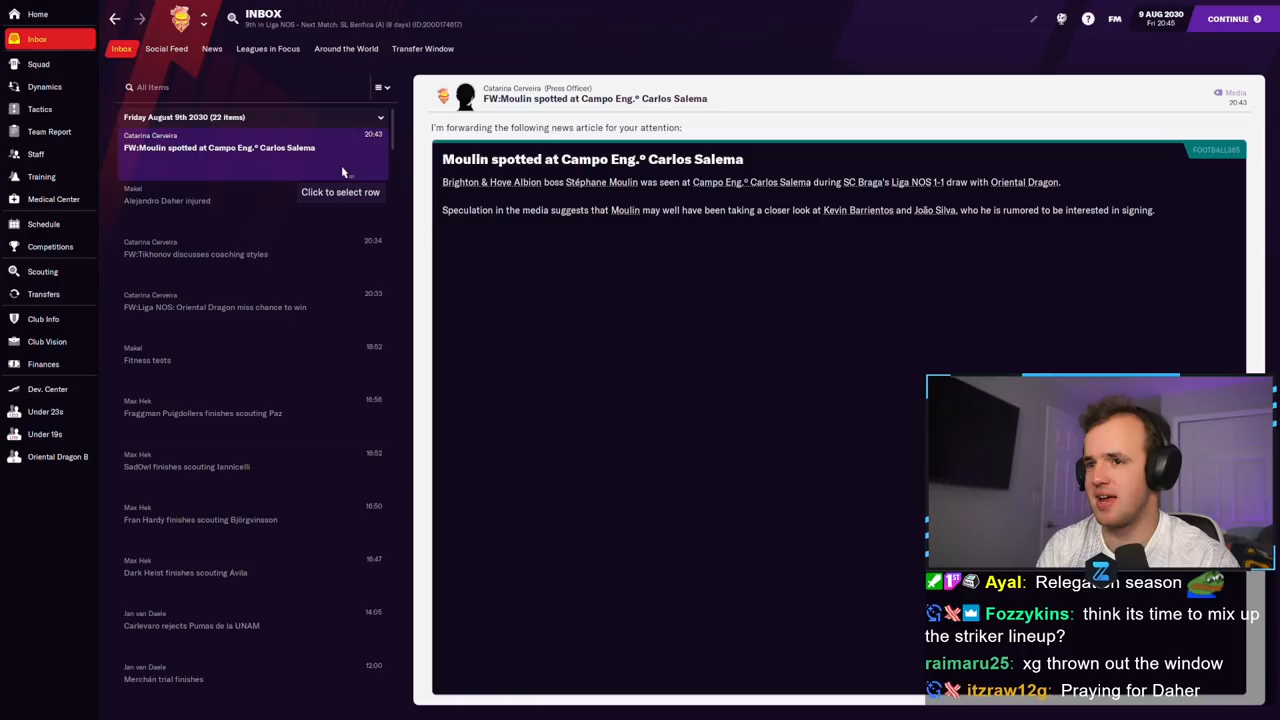 INBOX
9th in Liga NOS - Next Match: SL Benfica (A) (8 days) (ID:2000174617)
FM
9 AUG 2030
Fri 20:45
CONTINUE
Home
Inbox
Squad
Dynamics
Tactics
Team Report
Staff
Training
Medical Center
Schedule
Competitions
Scouting
Transfers
Club Info
Club Vision
Finances
Dev. Center
Under 23s
Under 19s
Oriental Dragon B
Inbox
Social Feed
News
Leagues in Focus
Around the World
Transfer Window
All Items
Friday August 9th 2030 (22 items)
Catarina Cerveira
20:43
FW:Moulin spotted at Campo Eng.º Carlos Salema
Click to select row
Makel
Alejandro Daher injured
Catarina Cerveira
20:34
FW:Tikhonov discusses coaching styles
Catarina Cerveira
20:33
FW:Liga NOS: Oriental Dragon miss chance to win
Makel
18:52
Fitness tests
Max Hek
16:56
Fraggman Puigdollers finishes scouting Paz
Max Hek
16:52
Sad0wl finishes scouting Iannicelli
Max Hek
16:50
Fran Hardy finishes scouting Björgvinsson
Max Hek
16:47
Dark Heist finishes scouting Ávila
Jan van Daele
14:05
Carlevaro rejects Pumas de la UNAM
Jan van Daele
12:00
Merchán trial finishes
Catarina Cerveira (Press Officer)
FW:Moulin spotted at Campo Eng.º Carlos Salema
Media
20:43
I'm forwarding the following news article for your attention:
FOOTBALL365
Moulin spotted at Campo Eng.º Carlos Salema
Brighton & Hove Albion boss Stéphane Moulin was seen at Campo Eng.º Carlos Salema during SC Braga's Liga NOS 1-1 draw with Oriental Dragon.
Speculation in the media suggests that Moulin may well have been taking a closer look at Kevin Barrientos and João Silva, who he is rumored to be interested in signing.
Ayal: Relegation season
Fozzykins: think its time to mix up
the striker lineup?
raimaru25: xg thrown out the window
itzraw12g: Praying for Daher